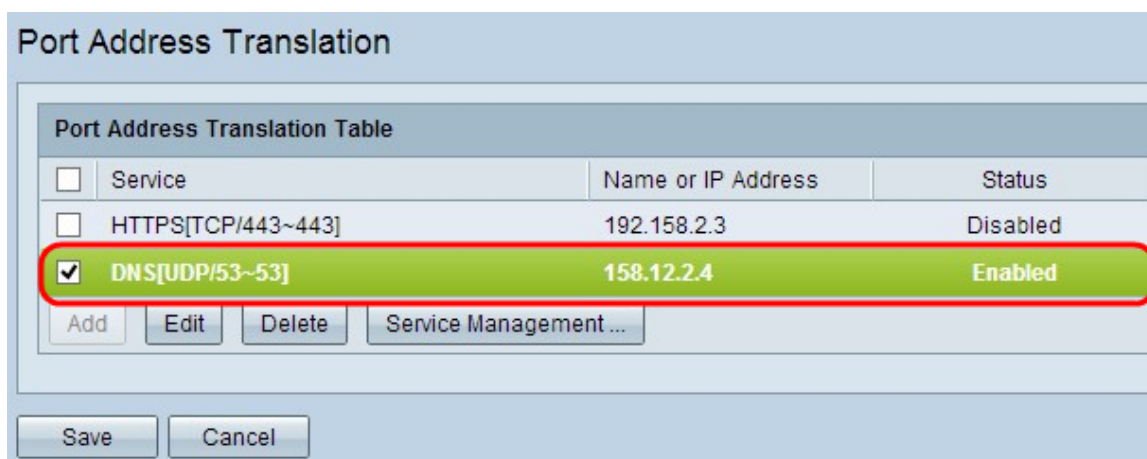 Port Address Translation
Port Address Translation Table
Service Name or IP Address Status
HTTPS[TCP/443~443] 192.158.2.3 Disabled
DNS[UDP/53~53] 158.12.2.4 Enabled
Add Edit Delete Service Management ...
Save Cancel